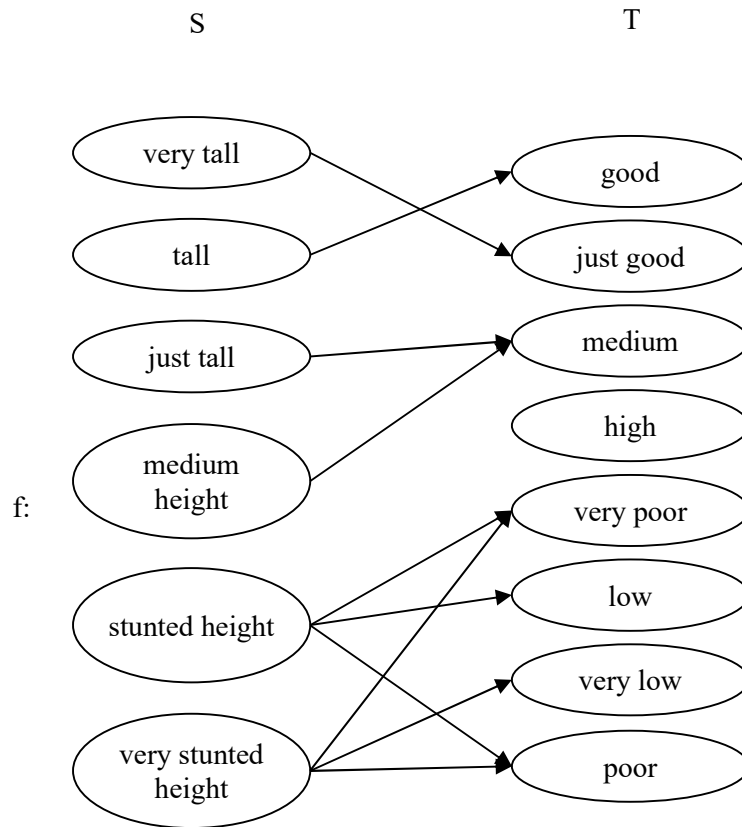 S
T
very tall
good
tall
just good
just tall
medium
medium
height
high
f:
very poor
stunted height
low
very stunted
height
very low
poor